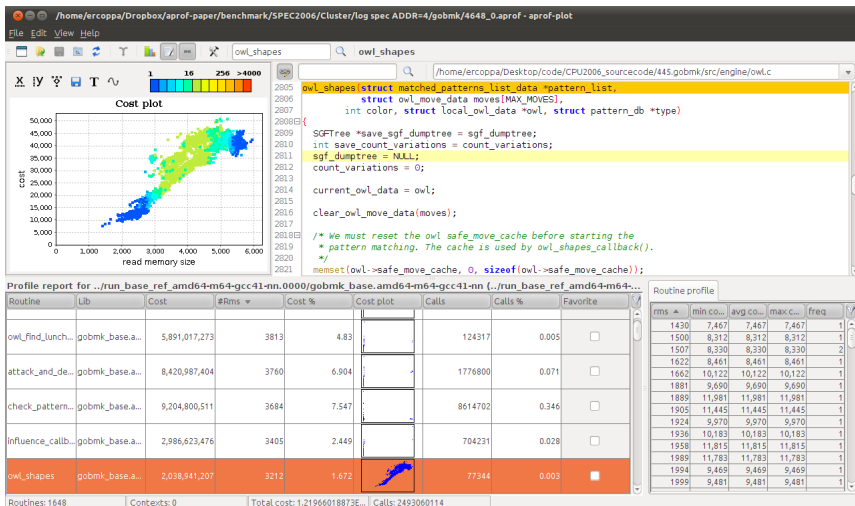 /home/ercoppa/Dropbox/aprof-paper/benchmark/SPEC2006/Cluster/log spec ADDR=4/gobmk/4648_0.aprof - aprof-plot
File Edit View Help
owl_shapes owl_shapes
1 16 256 >4000
/home/ercoppa/Desktop/code/CPU2006_sourcecode/445.gobmk/src/engine/owl.c
Cost plot
50,000
45,000
40,000
35,000
30,000
25,000
20,000
15,000
10,000
5,000
0
cost
0 1,000 2,000 3,000 4,000 5,000 6,000
read memory size
2805 owl_shapes(struct matched_patterns_list_data *pattern_list,
2806 struct owl_move_data moves[MAX_MOVES],
2807 int color, struct local_owl_data *owl, struct pattern_db *type)
2808 {
2809 SGFTree *save_sgf_dumptree = sgf_dumptree;
2810 int save_count_variations = count_variations;
2811 sgf_dumptree = NULL;
2812 count_variations = 0;
2813
2814 current_owl_data = owl;
2815
2816 clear_owl_move_data(moves);
2817
2818 /* We must reset the owl safe_move_cache before starting the
2819 * pattern matching. The cache is used by owl_shapes_callback().
2820 */
2821 memset(owl->safe_move_cache, 0, sizeof(owl->safe_move_cache));
Profile report for ../run_base_ref_amd64-m64-gcc41-nn.0000/gobmk_base.amd64-m64-gcc41-nn (../run_base_ref_amd64-m64-...
Routine Lib Cost #Rms Cost % Cost plot Calls Calls % Favorite
owl_find_lunch... gobmk_base.a... 5,891,017,273 3813 4.83 124317 0.005
attack_and_de... gobmk_base.a... 8,420,987,404 3760 6.904 1776800 0.071
check_pattern... gobmk_base.a... 9,204,800,511 3684 7.547 8614702 0.346
influence_callb... gobmk_base.a... 2,986,623,476 3405 2.449 704231 0.028
owl_shapes gobmk_base.a... 2,038,941,207 3212 1.672 77344 0.003
Routine profile
rms min co... avg co... max c... freq
1430 7,467 7,467 7,467 1
1500 8,312 8,312 8,312 1
1507 8,330 8,330 8,330 2
1622 8,461 8,461 8,461 1
1662 10,122 10,122 10,122 1
1881 9,690 9,690 9,690 1
1889 11,981 11,981 11,981 1
1905 11,445 11,445 11,445 1
1924 9,970 9,970 9,970 1
1936 10,183 10,183 10,183 1
1958 11,815 11,815 11,815 1
1989 11,783 11,783 11,783 1
1994 9,469 9,469 9,469 1
1999 9,481 9,481 9,481 1
Routines: 1648 Contexts: 0 Total cost: 1.21966018873E... Calls: 2493060114